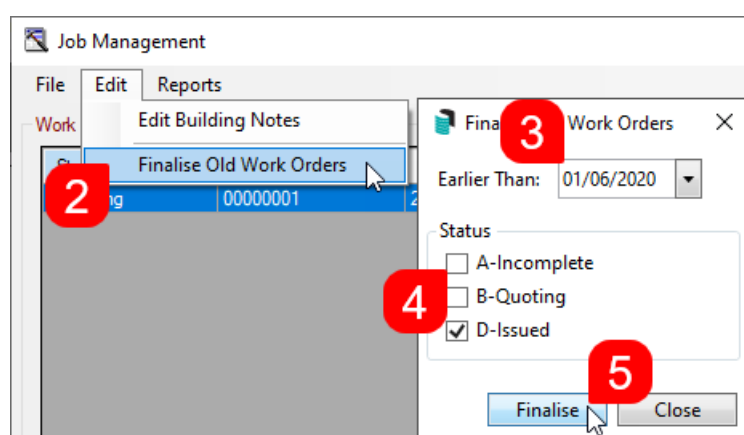 Job Management
File Edit Reports
Work
Edit Building Notes
Finalise Old Work Orders
2
00000001
3
Work Orders
Earlier Than: 01/06/2020
Status
A-Incomplete
B-Quoting
4
D-Issued
5
Finalise Close